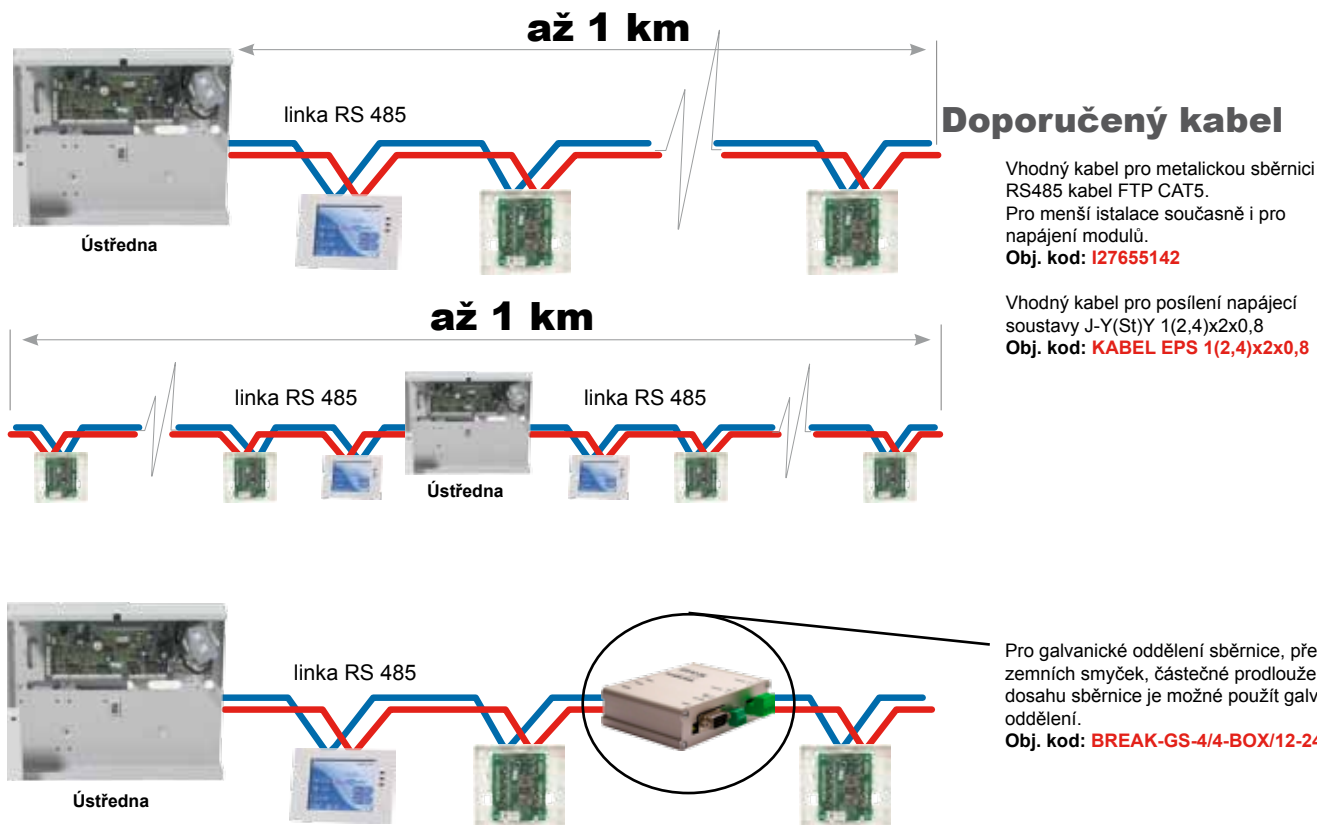 až 1 km
linka RS 485
Ústředna
Doporučený kabel
Vhodný kabel pro metalickou sběrnici
RS485 kabel FTP CAT5.
Pro menší istalace současně i pro
napájení modulů.
Obj. kod: I27655142
Vhodný kabel pro posílení napájecí
soustavy J-Y(St)Y 1(2,4)x2x0,8
Obj. kod: KABEL EPS 1(2,4)x2x0,8
až 1 km
linka RS 485
linka RS 485
Ústředna
linka RS 485
Ústředna
Pro galvanické oddělení sběrnice, pře
zemních smyček, částečné prodlouže
dosahu sběrnice je možné použít galv
oddělení.
Obj. kod: BREAK-GS-4/4-BOX/12-24